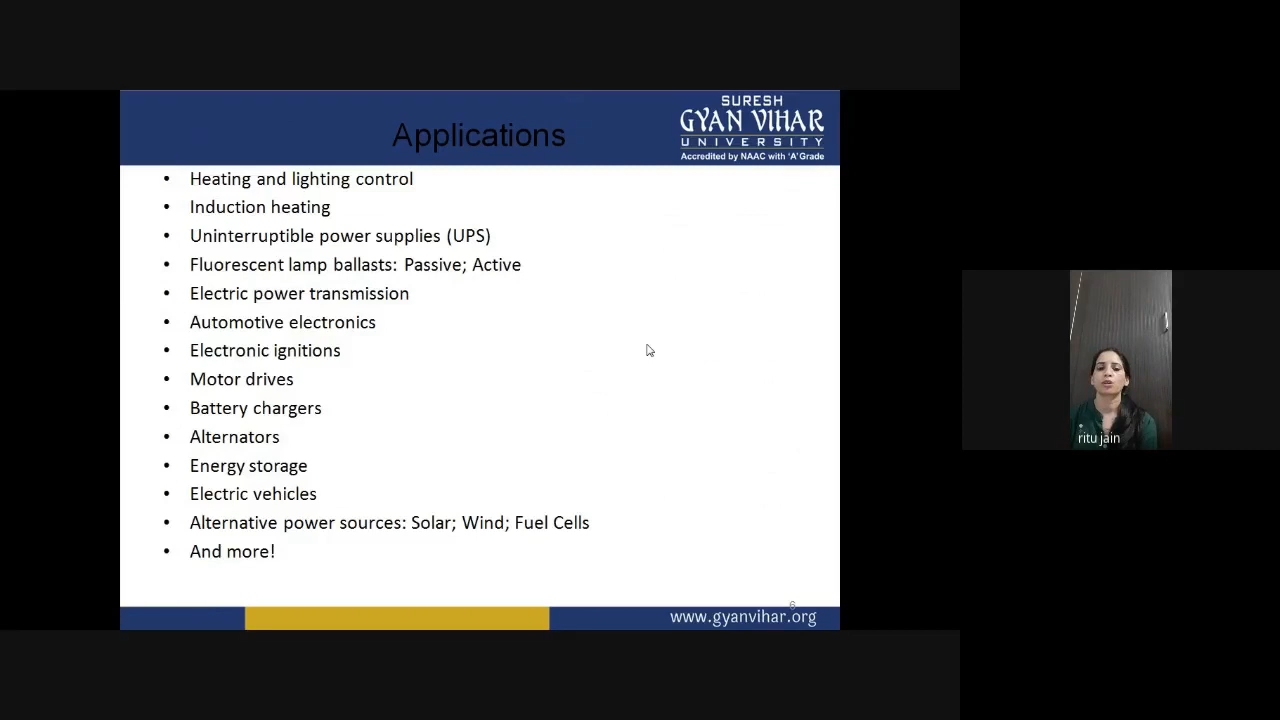 SURESH
GYAN VIHAR
UNIVERSITY
Accredited by NAAC with 'A' Grade
Applications
• Heating and lighting control
• Induction heating
• Uninterruptible power supplies (UPS)
• Fluorescent lamp ballasts: Passive; Active
• Electric power transmission
• Automotive electronics
• Electronic ignitions
• Motor drives
• Battery chargers
• Alternators
• Energy storage
• Electric vehicles
• Alternative power sources: Solar; Wind; Fuel Cells
• And more!
6
www.gyanvihar.org
ritu jain